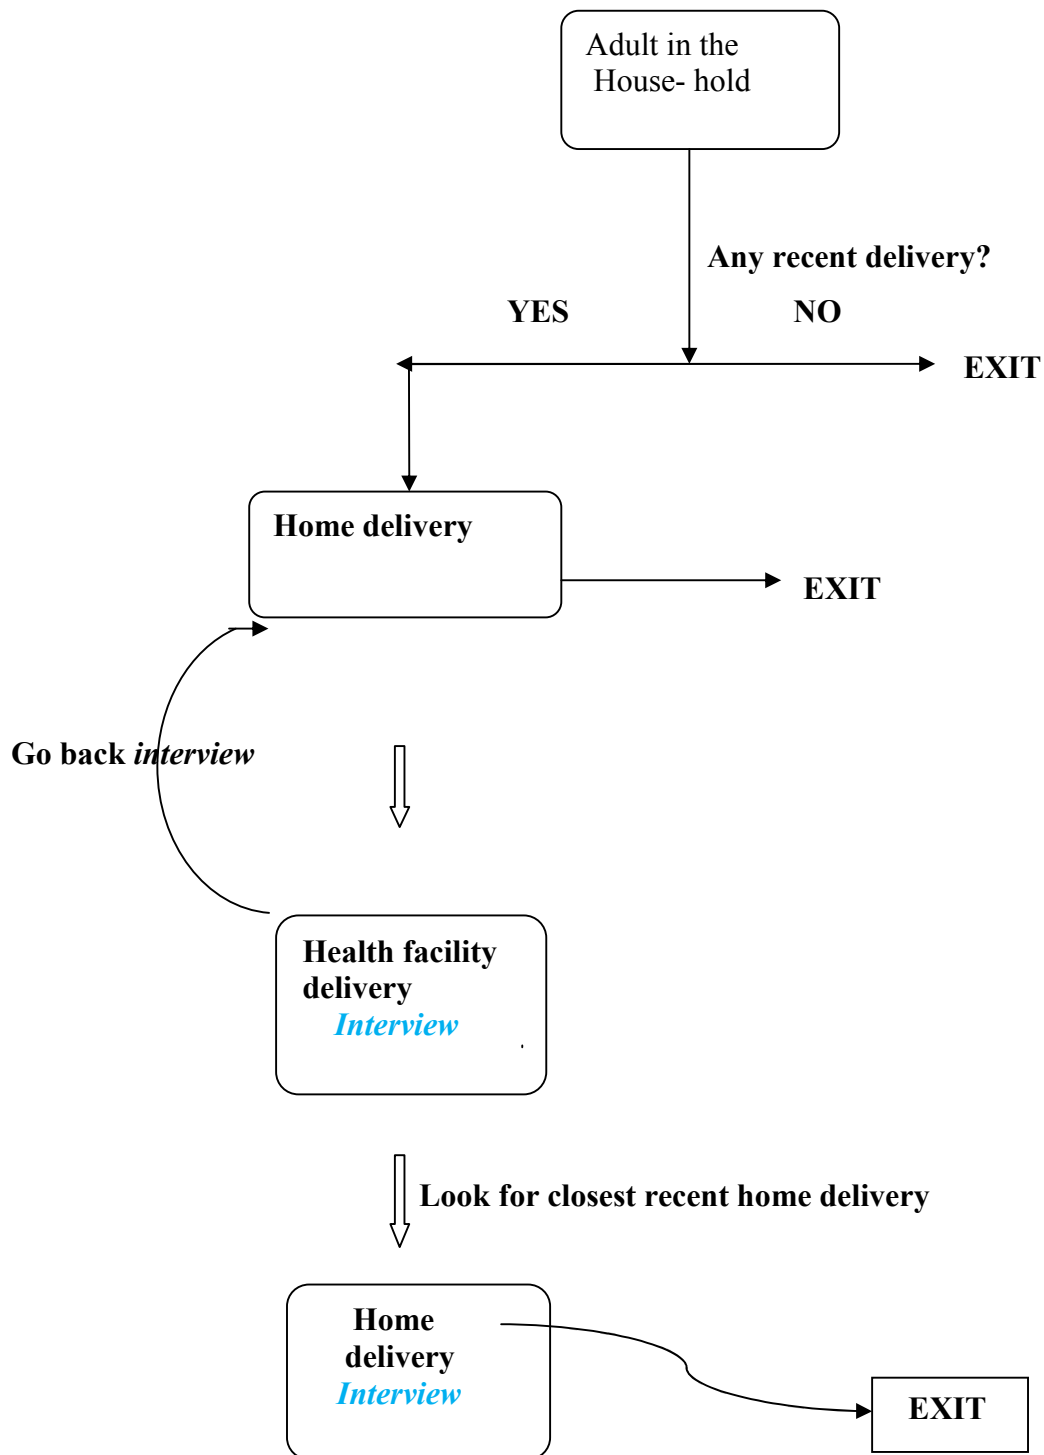 Adult in the
House- hold
Any recent delivery?
YES
NO
EXIT
Home delivery
EXIT
Go back interview
Health facility
delivery
Interview
.
Look for closest recent home delivery
Home
delivery
Interview
EXIT